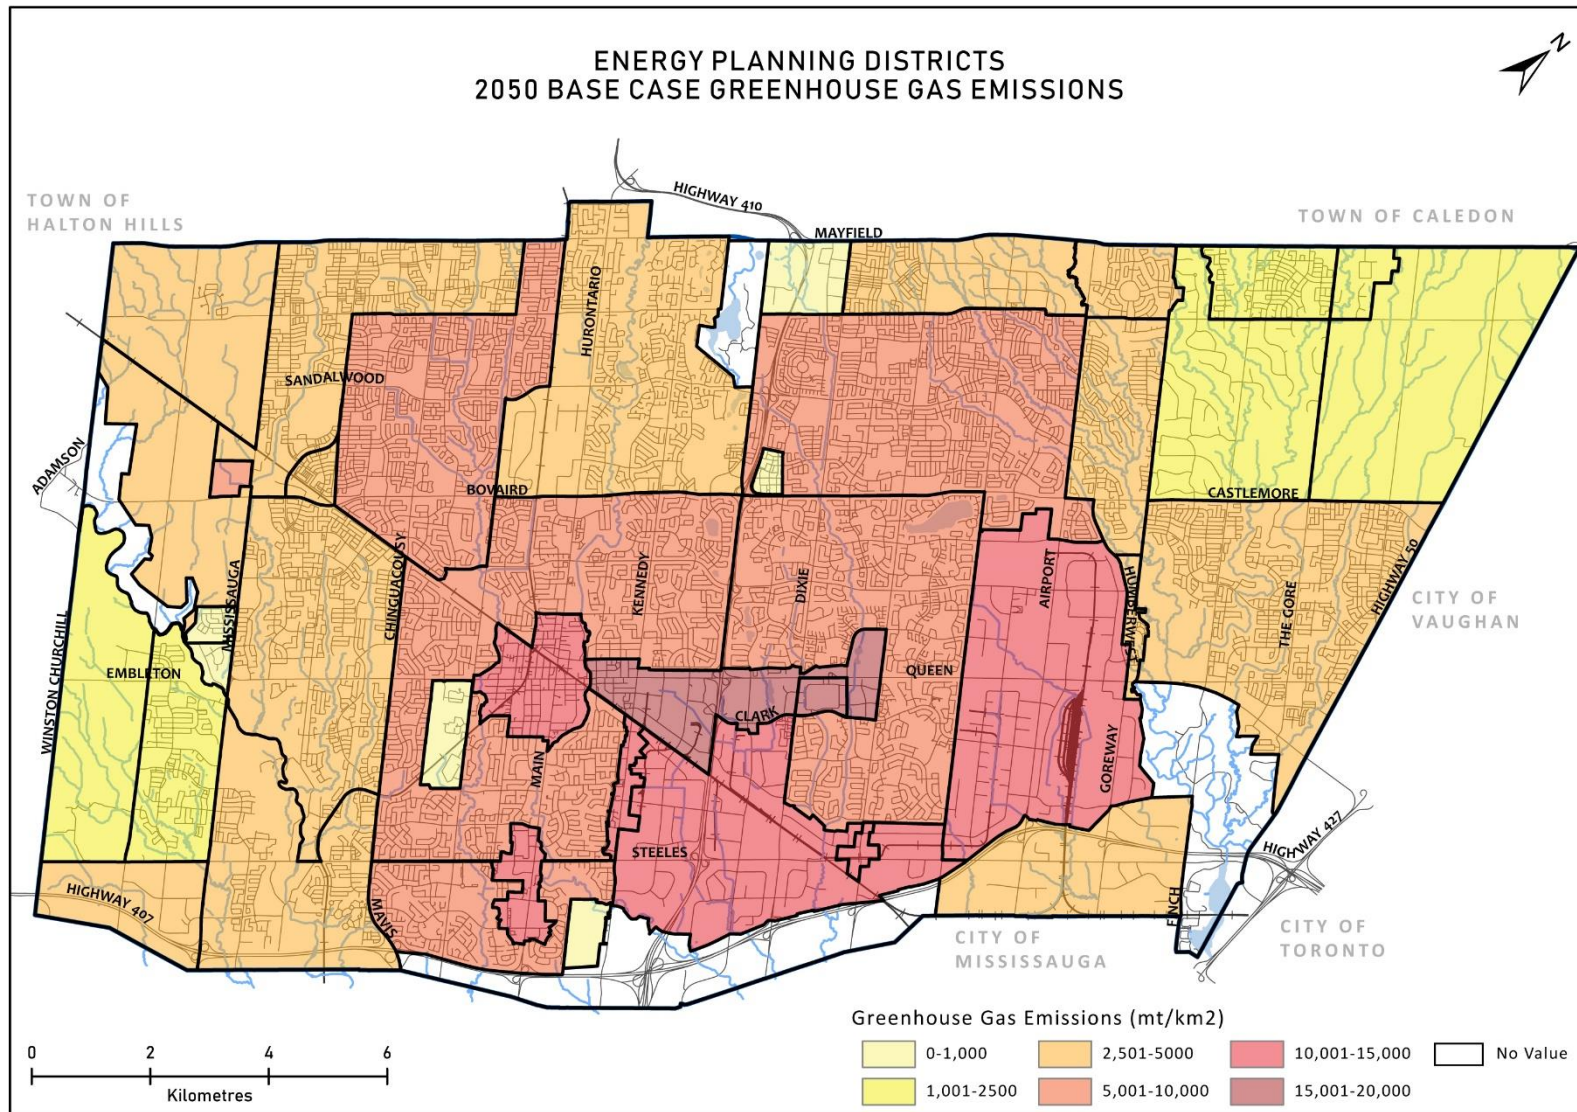 ENERGY PLANNING DISTRICTS
2050 BASE CASE GREENHOUSE GAS EMISSIONS
N
TOWN OF
HALTON HILLS
HIGHWAY 410
MAYFIELD
TOWN OF CALEDON
HURONTARIO
SANDALWOOD
ADAMSON
BOVAIRD
CASTLEMORE
MISSISSAUGA
CHINGUACOUSY
KENNEDY
DIXIE
AIRPORT
HUMBERWEST
THE GORE
HIGHWAY 50
CITY OF
VAUGHAN
WINSTON CHURCHILL
EMBLETON
QUEEN
CLARK
MAIN
GOREWAY
STEELES
HIGHWAY 427
HIGHWAY 407
MAVIS
FINCH
CITY OF
MISSISSAUGA
CITY OF
TORONTO
Greenhouse Gas Emissions (mt/km2)
0-1,000
2,501-5000
10,001-15,000
No Value
1,001-2500
5,001-10,000
15,001-20,000
0 2 4 6
Kilometres